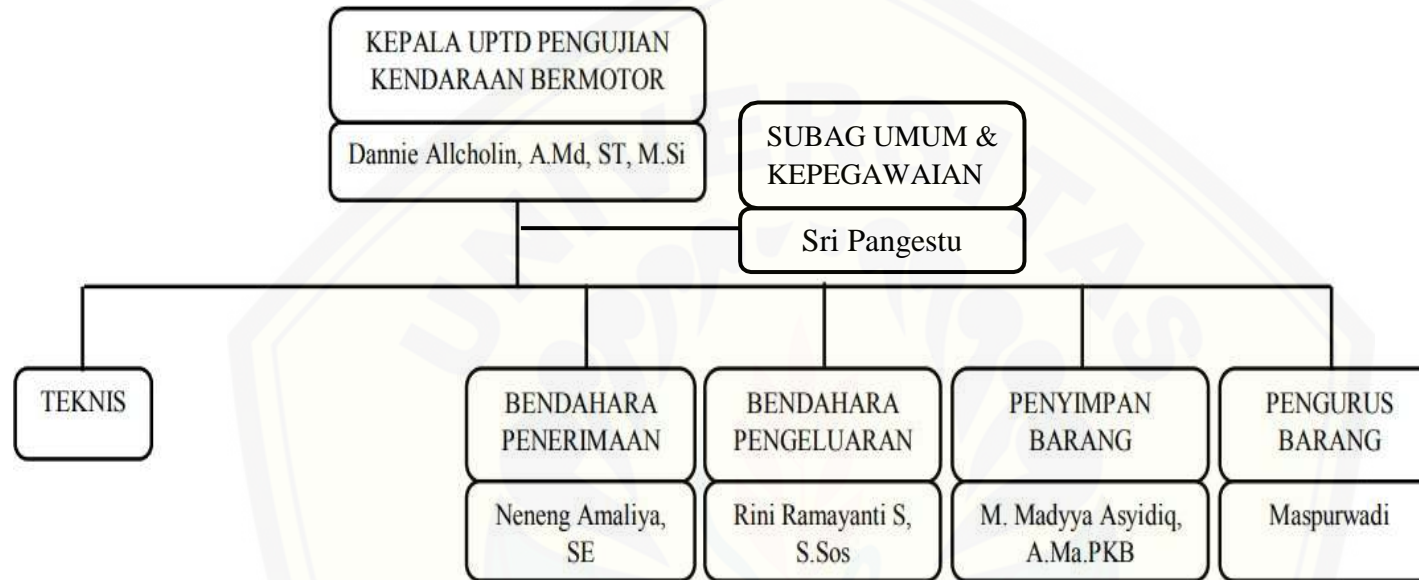 KEPALA UPTD PENGUJIAN
KENDARAAN BERMOTOR
Dannie Allcholin, A.Md, ST, M.Si
SUBAG UMUM &
KEPEGAWAIAN
Sri Pangestu
TEKNIS
BENDAHARA
PENERIMAAN
Neneng Amaliya,
SE
BENDAHARA
PENGELUARAN
Rini Ramayanti S,
S.Sos
PENYIMPAN
BARANG
M. Madyya Asyidiq,
A.Ma.PKB
PENGURUS
BARANG
Maspurwadi
UNIVERSITAS